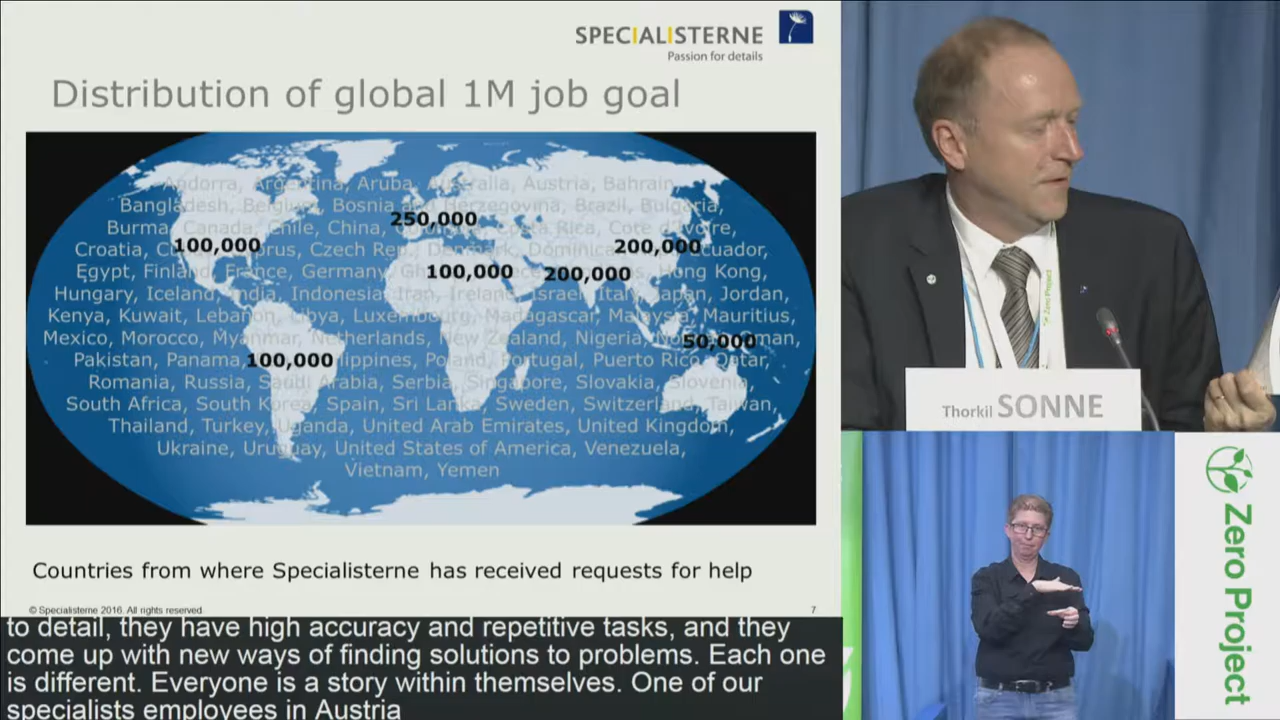 SPECIALISTERNE
Passion for details
Distribution of global 1M job goal
Andorra, Argentina, Aruba, Australia, Austria, Bahrain,
Bangladesh, Belgium, Bosnia and Herzegovina, Brazil, Bulgaria,
250,000
Burma, Canada, Chile, China, Costa Rica, Cote d'Ivoire,
100,000
200,000
Croatia, Cyprus, Czech Rep., Denmark, Dominica Ecuador,
100,000
200,000
Egypt, Finland, France, Germany, Hong Kong,
Hungary, Iceland, India, Indonesia, Iran, Ireland, Israel, Italy, Japan, Jordan,
Kenya, Kuwait, Lebanon, Libya, Luxembourg, Madagascar, Malaysia, Mauritius,
50,000
Mexico, Morocco, Myanmar, Netherlands, New Zealand, Nigeria, Oman,
100,000
Pakistan, Panama, Philippines, Poland, Portugal, Puerto Rico, Qatar,
Romania, Russia, Saudi Arabia, Serbia, Singapore, Slovakia, Slovenia,
South Africa, South Korea, Spain, Sri Lanka, Sweden, Switzerland, Taiwan,
Thailand, Turkey, Uganda, United Arab Emirates, United Kingdom,
Ukraine, Uruguay, United States of America, Venezuela,
Vietnam, Yemen
Countries from where Specialisterne has received requests for help
© Specialisterne 2016. All rights reserved
7
to detail, they have high accuracy and repetitive tasks, and they
come up with new ways of finding solutions to problems. Each one
is different. Everyone is a story within themselves. One of our
specialists employees in Austria
Thorkil SONNE
Zero Project
Zero Project